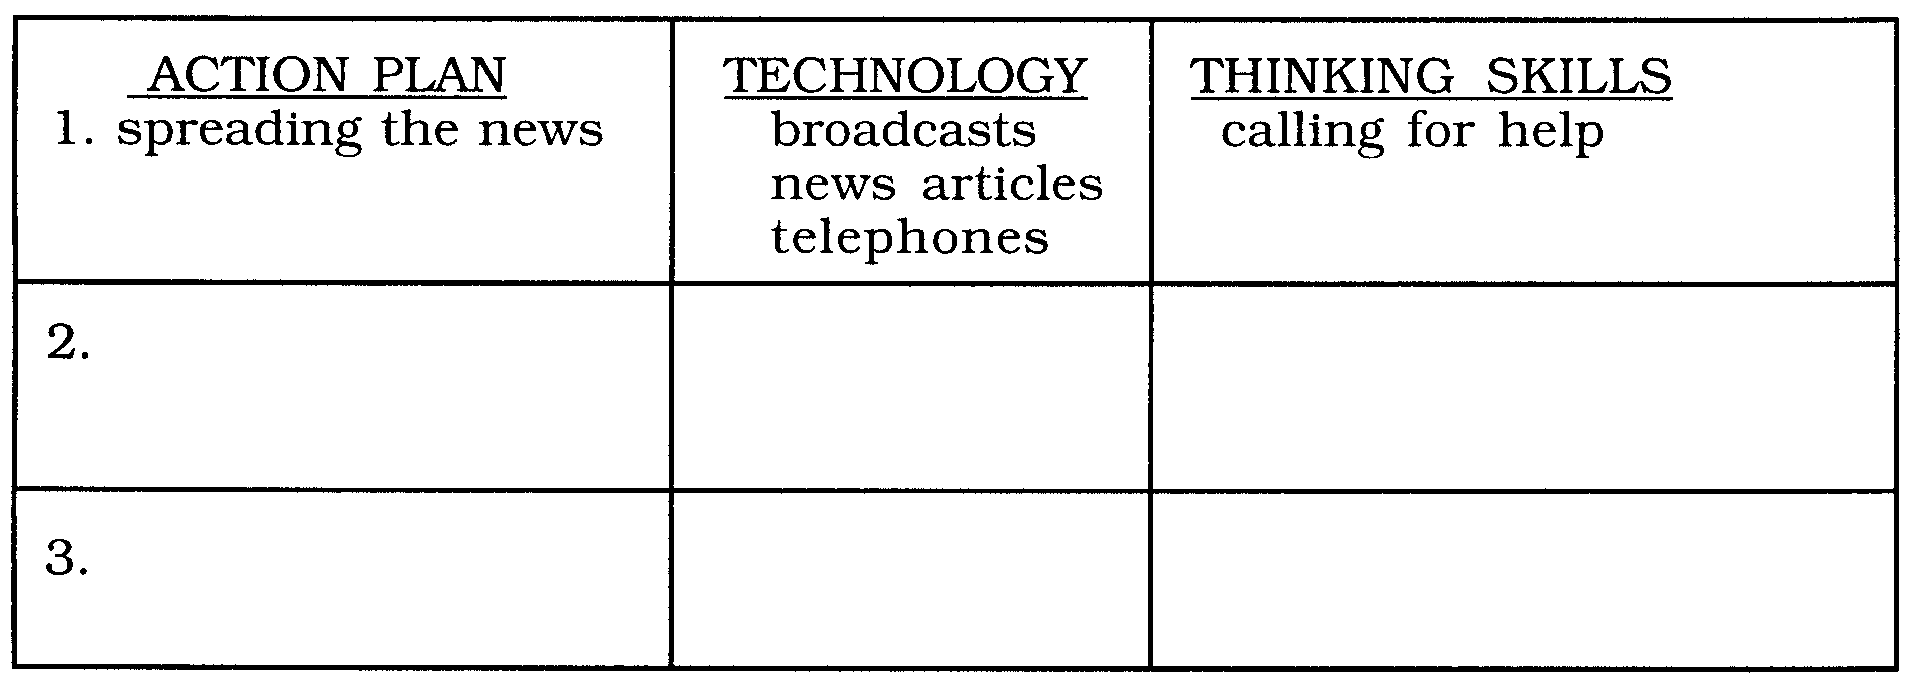 ACTION PLAN
1. spreading the news
TECHNOLOGY
broadcasts
news articles
telephones
THINKING SKILLS
calling for help
2.
3.